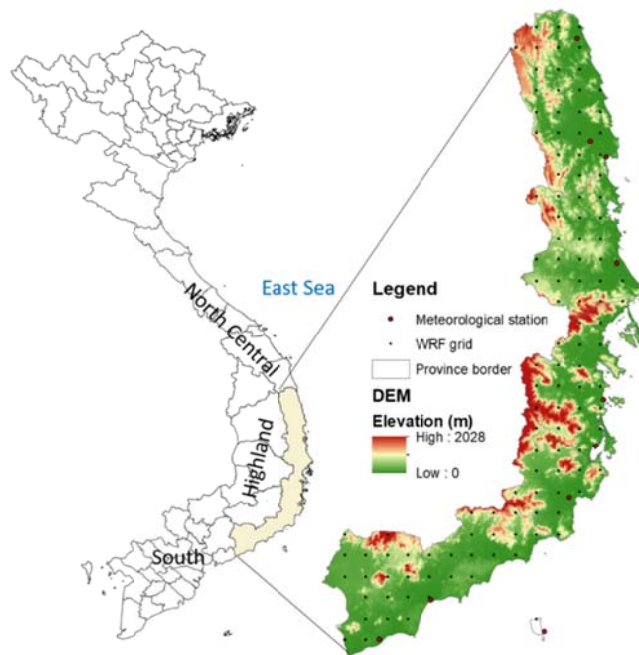 East Sea
North Central
Highland
South
Legend
Meteorological station
WRF grid
Province border
DEM
Elevation (m)
High : 2028
Low : 0